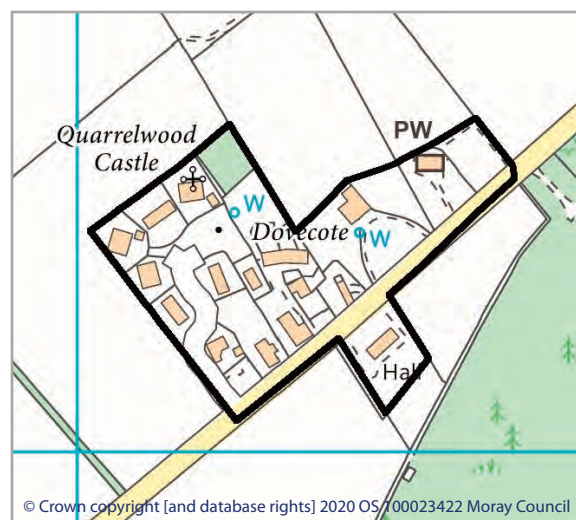 Quarrelwood
Castle
PW
W
Dovecote
W
Hall
© Crown copyright [and database rights] 2020 OS 100023422 Moray Council